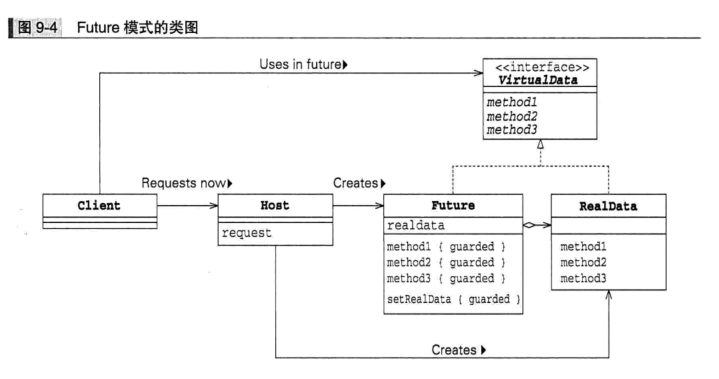 图 9-4 Future 模式的类图
Uses in future▶
<<interface>>
VirtualData
method1
method2
method3
Requests now▶
Creates▶
Client
Host
request
Future
realdata
method1 { guarded }
method2 { guarded }
method3 { guarded }
setRealData { guarded }
RealData
method1
method2
method3
Creates▶